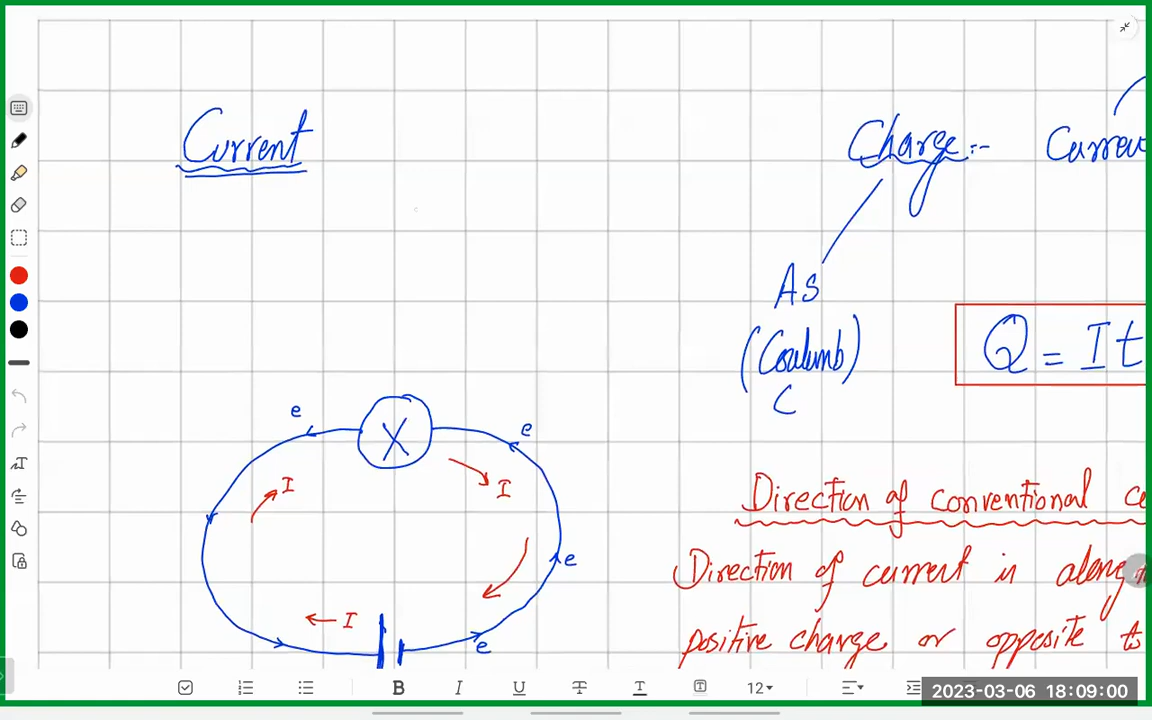 Current
Charge:- Curren
As
(Coulomb)
C
Q = It
e
e
X
I
I
Direction of conventional c
e
Direction of current is along
I
positive charge or opposite to
e
B I U T T T 12
2023-03-06 18:09:00